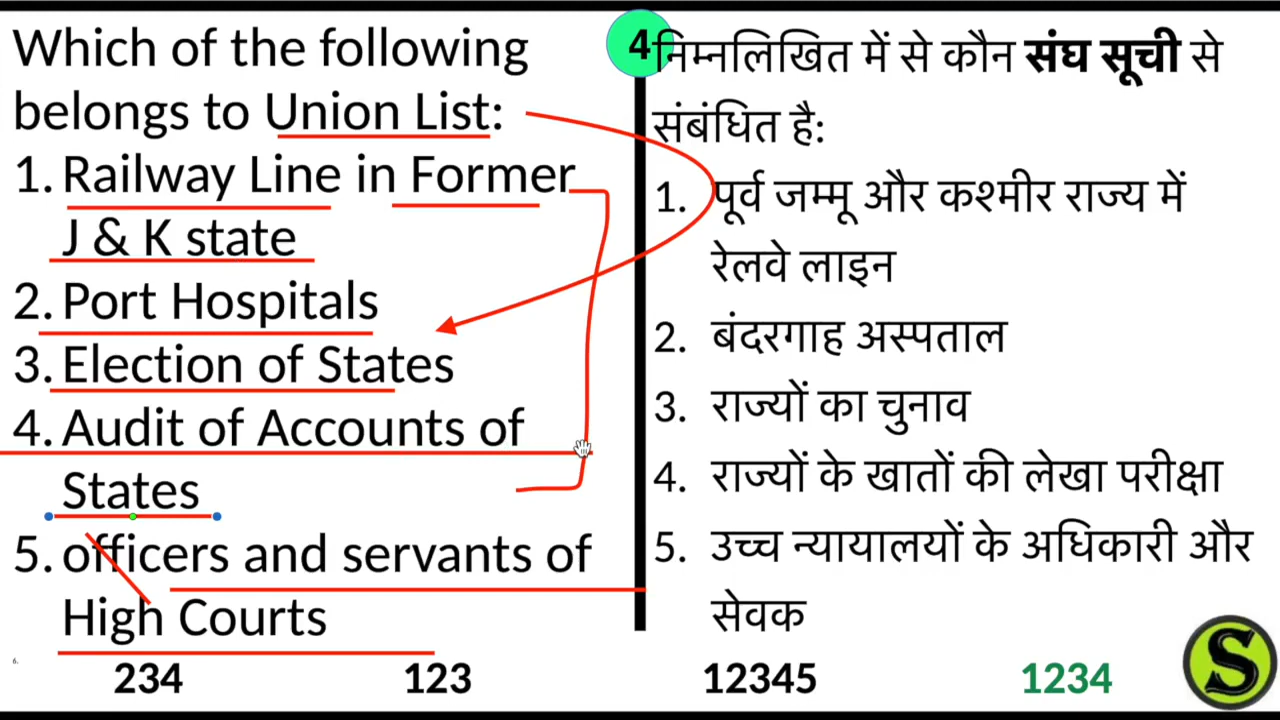 Which of the following
belongs to Union List:
1. Railway Line in Former
J & K state
2. Port Hospitals
3. Election of States
4. Audit of Accounts of
States
5. officers and servants of
High Courts
6.
4
निम्नलिखित में से कौन संघ सूची से
संबंधित है:
1. पूर्व जम्मू और कश्मीर राज्य में
रेलवे लाइन
2. बंदरगाह अस्पताल
3. राज्यों का चुनाव
4. राज्यों के खातों की लेखा परीक्षा
5. उच्च न्यायालयों के अधिकारी और
सेवक
234 123 12345 1234
S